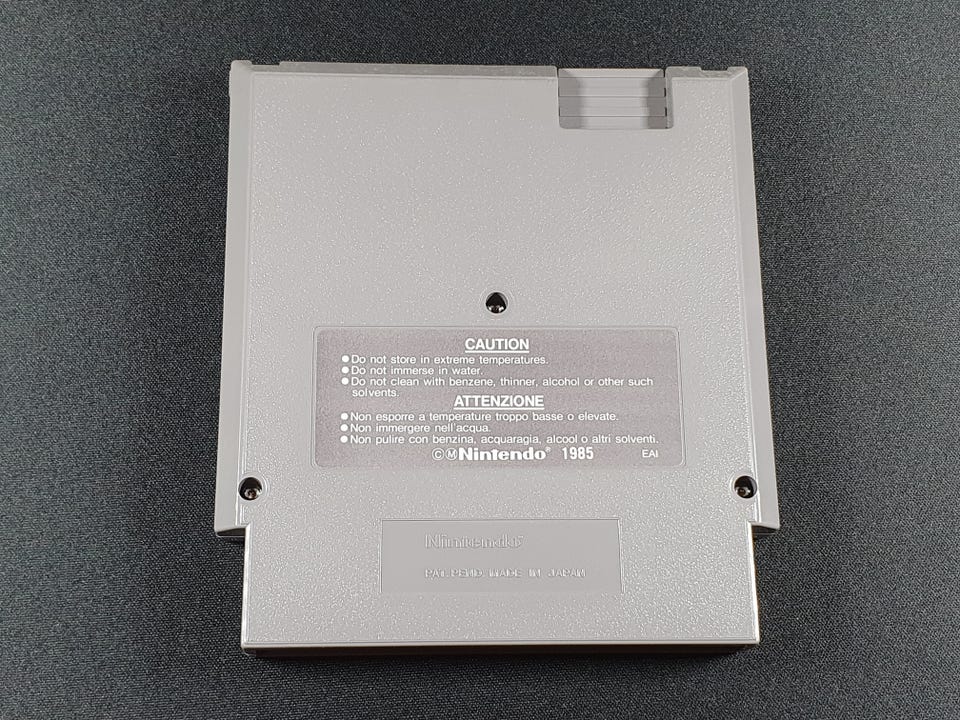 CAUTION
●Do not store in extreme temperatures.
●Do not immerse in water.
●Do not clean with benzene, thinner, alcohol or other such
solvents.
ATTENZIONE
●Non esporre a temperature troppo basse o elevate.
●Non immergere nell'acqua.
●Non pulire con benzina, acquaragia, alcool o altri solventi.
©ⓂNintendo® 1985 EAI
Nintendo®
PAT. PEND. MADE IN JAPAN